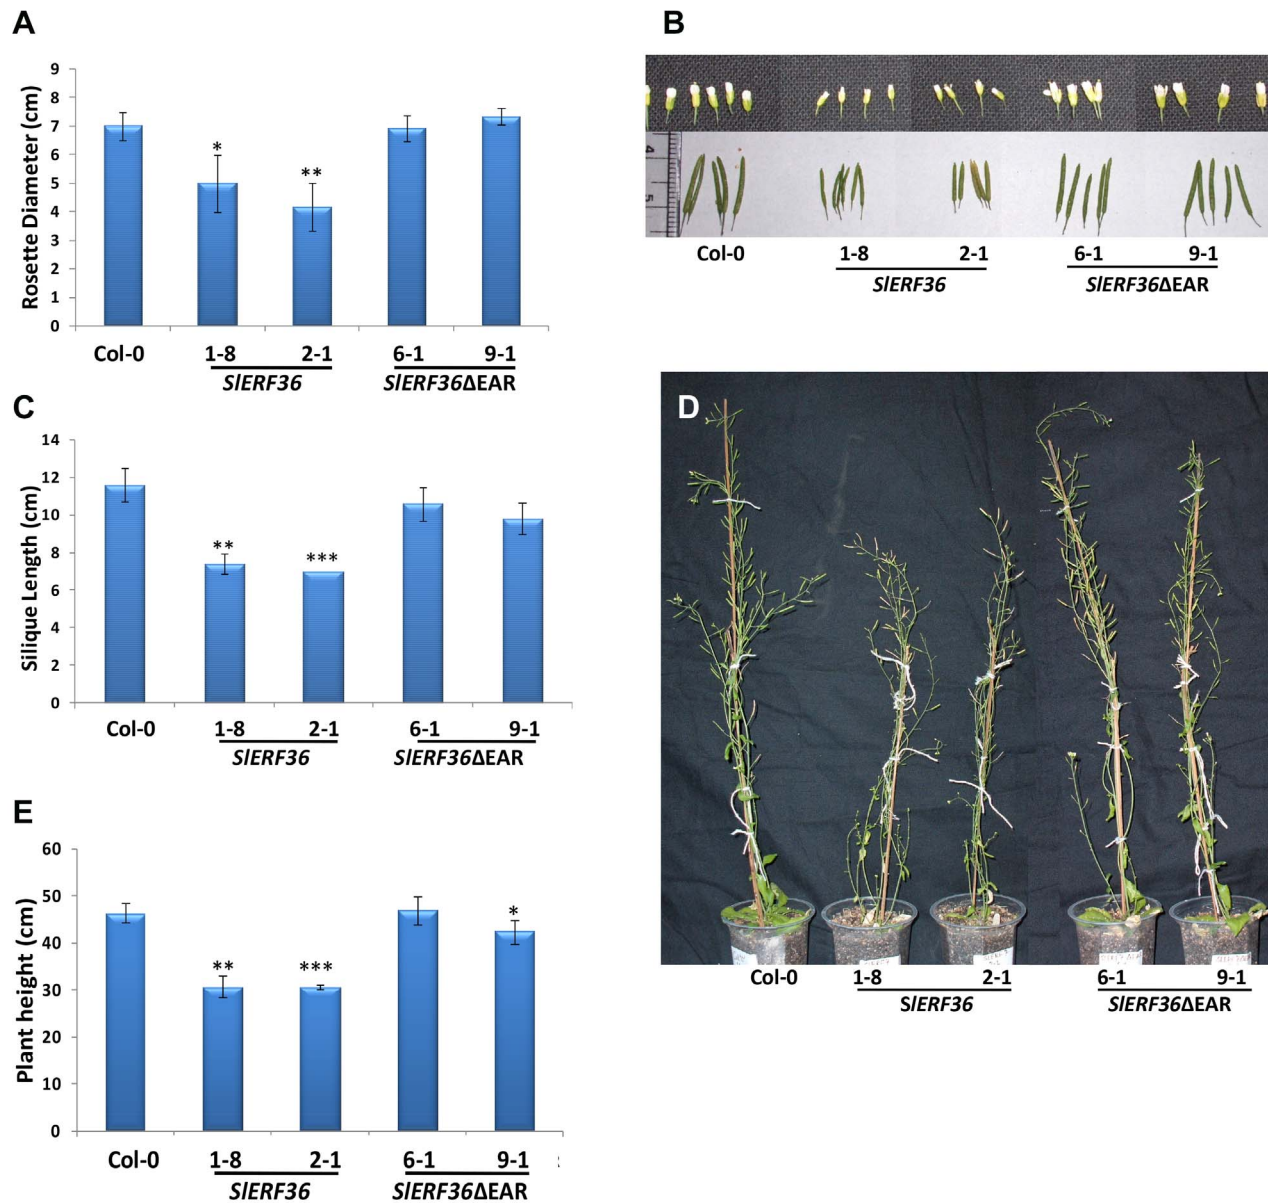 A
Rosette Diameter (cm)
9
8
7
6
5
4
3
2
1
0
*
**
Col-0 1-8 2-1 6-1 9-1
SlERF36 SlERF36ΔEAR
B
4
5
Col-0 1-8 2-1 6-1 9-1
SlERF36 SlERF36ΔEAR
C
Silique Length (cm)
14
12
10
8
6
4
2
0
**
***
Col-0 1-8 2-1 6-1 9-1
SlERF36 SlERF36ΔEAR
D
Col-0 1-8 2-1 6-1 9-1
SlERF36 SlERF36ΔEAR
E
Plant height (cm)
60
50
40
30
20
10
0
**
***
*
Col-0 1-8 2-1 6-1 9-1
SlERF36 SlERF36ΔEAR